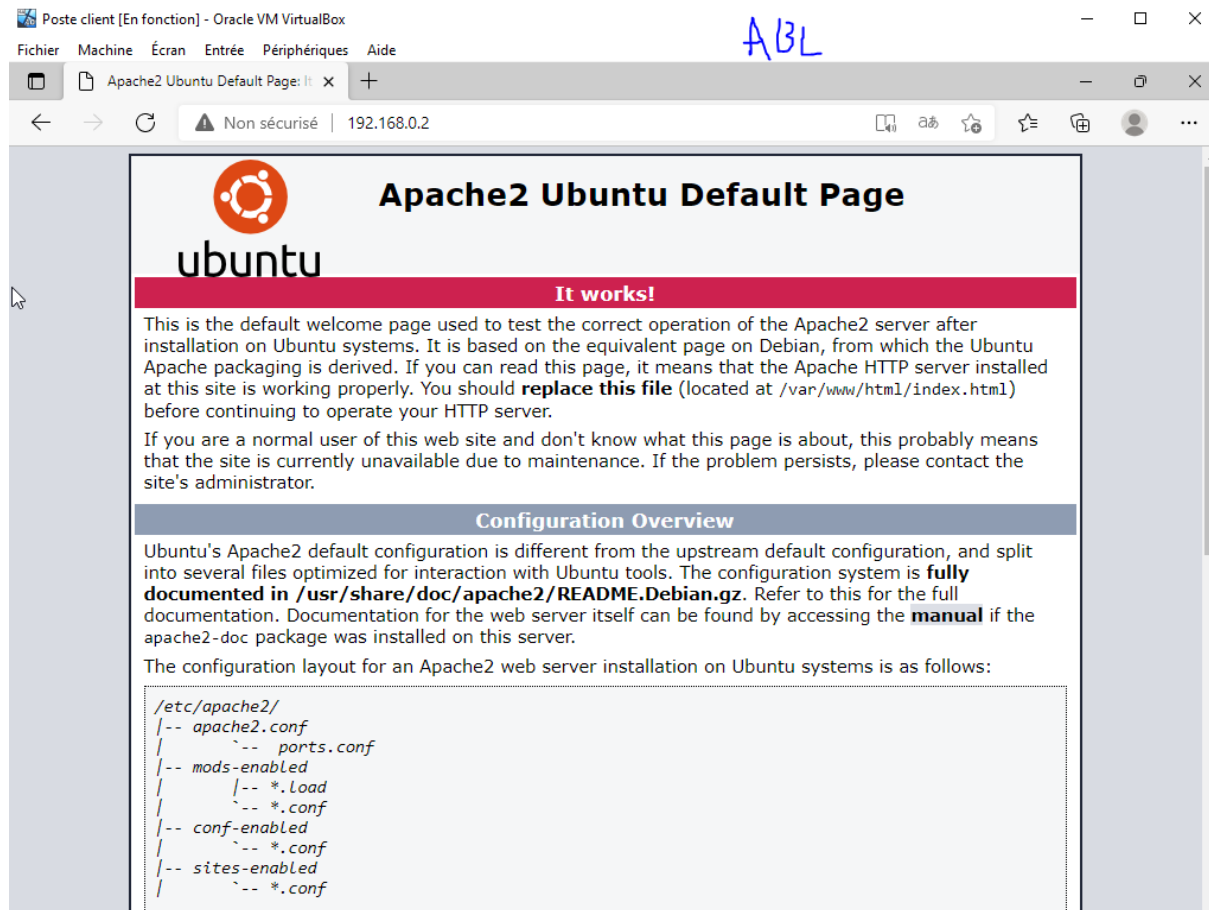 Poste client [En fonction] - Oracle VM VirtualBox
ABL
Fichier Machine Écran Entrée Périphériques Aide
Apache2 Ubuntu Default Page: It
Non sécurisé | 192.168.0.2
ubuntu
Apache2 Ubuntu Default Page
It works!
This is the default welcome page used to test the correct operation of the Apache2 server after
installation on Ubuntu systems. It is based on the equivalent page on Debian, from which the Ubuntu
Apache packaging is derived. If you can read this page, it means that the Apache HTTP server installed
at this site is working properly. You should replace this file (located at /var/www/html/index.html)
before continuing to operate your HTTP server.
If you are a normal user of this web site and don't know what this page is about, this probably means
that the site is currently unavailable due to maintenance. If the problem persists, please contact the
site's administrator.
Configuration Overview
Ubuntu's Apache2 default configuration is different from the upstream default configuration, and split
into several files optimized for interaction with Ubuntu tools. The configuration system is fully
documented in /usr/share/doc/apache2/README.Debian.gz. Refer to this for the full
documentation. Documentation for the web server itself can be found by accessing the manual if the
apache2-doc package was installed on this server.
The configuration layout for an Apache2 web server installation on Ubuntu systems is as follows:
/etc/apache2/
|-- apache2.conf
|       `--  ports.conf
|-- mods-enabled
|       |-- *.load
|       `-- *.conf
|-- conf-enabled
|       `-- *.conf
|-- sites-enabled
|       `-- *.conf